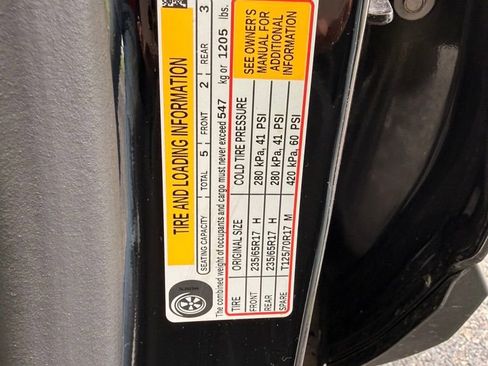 TIRE AND LOADING INFORMATION
SEATING CAPACITY TOTAL 5 FRONT 2 REAR 3
The combined weight of occupants and cargo must never exceed 547 kg or 1205 lbs.
TIRE ORIGINAL SIZE COLD TIRE PRESSURE
FRONT 235/65R17 H 280 kPa, 41 PSI
REAR 235/65R17 H 280 kPa, 41 PSI
SPARE T125/70R17 M 420 kPa, 60 PSI
SEE OWNER'S
MANUAL FOR
ADDITIONAL
INFORMATION